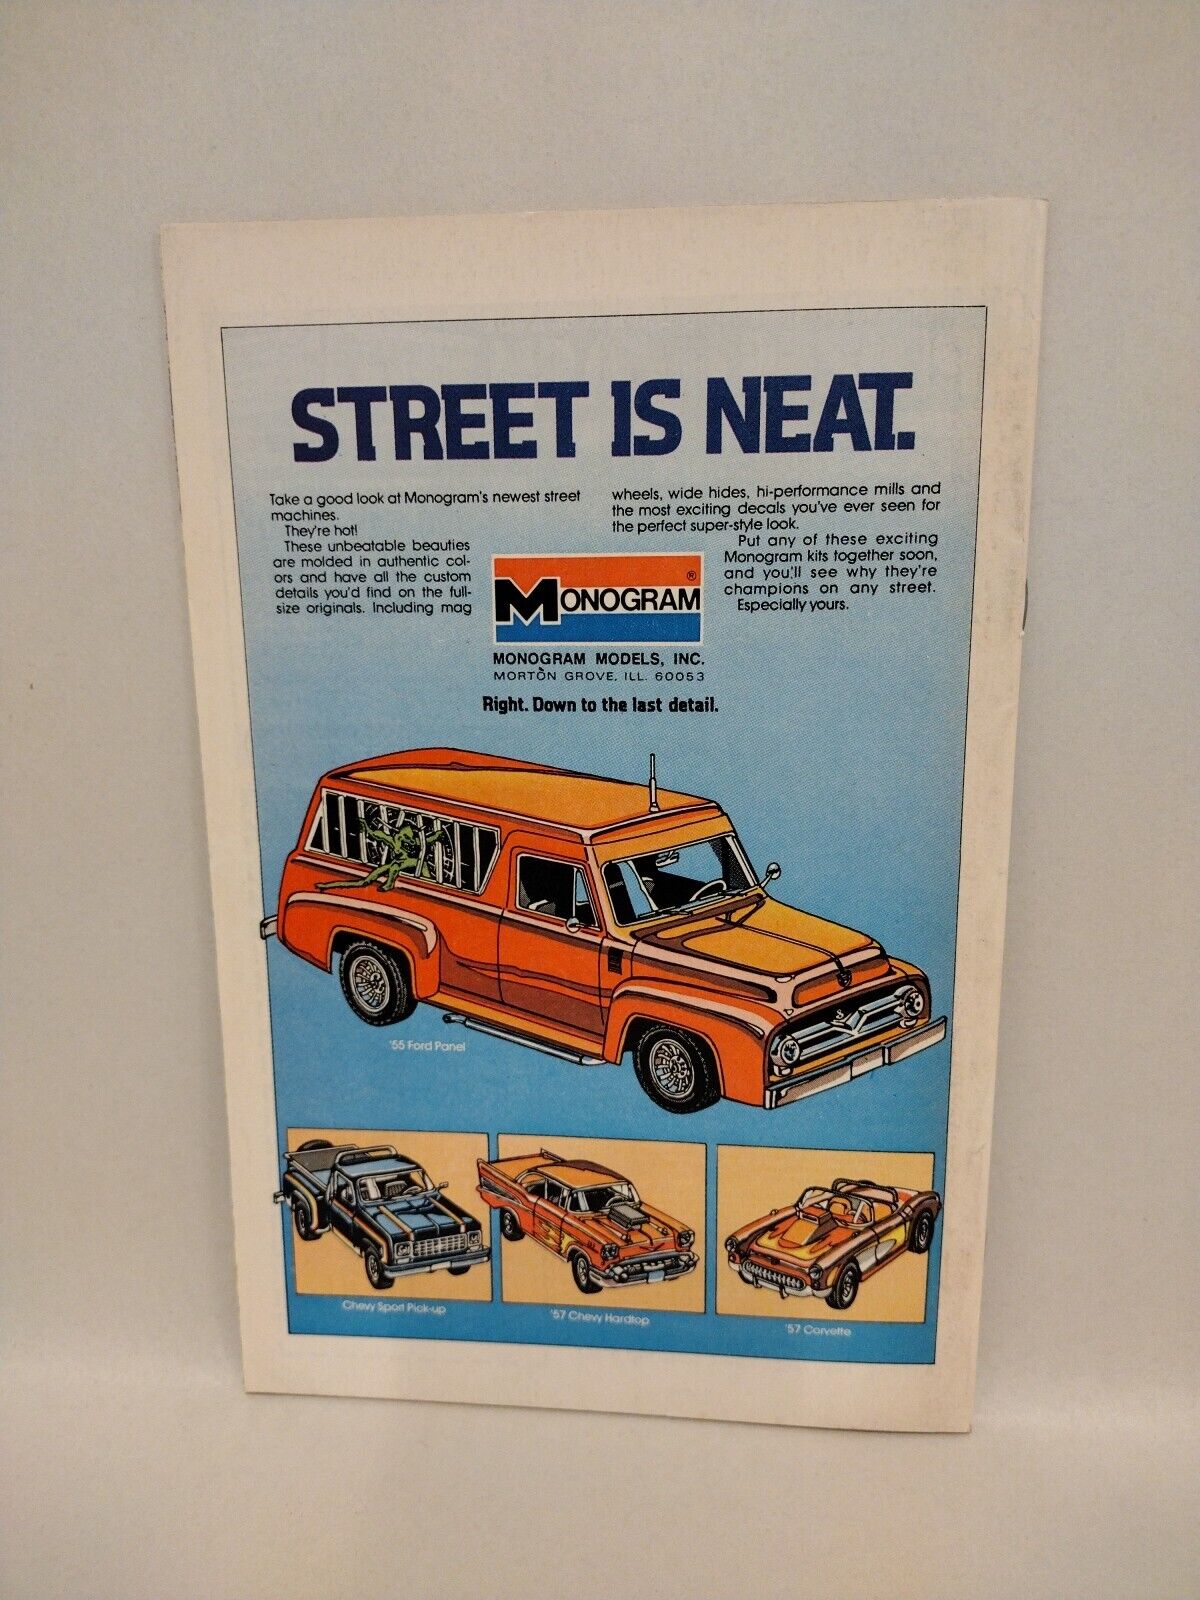 STREET IS NEAT.
Take a good look at Monogram's newest street
machines.
They're hot!
These unbeatable beauties
are molded in authentic col-
ors and have all the custom
details you'd find on the full-
size originals. Including mag
wheels, wide hides, hi-performance mills and
the most exciting decals you've ever seen for
the perfect super-style look.
Put any of these exciting
Monogram kits together soon,
and you'll see why they're
champions on any street.
Especially yours.
MONOGRAM ®
MONOGRAM MODELS, INC.
MORTON GROVE, ILL. 60053
Right. Down to the last detail.
'55 Ford Panel
Chevy Sport Pick-up
'57 Chevy Hardtop
'57 Corvette